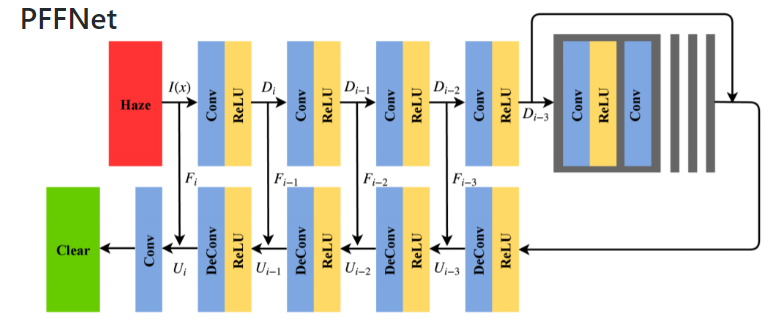 PFFNet
Haze
I(x)
Conv
ReLU
D_i
Conv
ReLU
D_{i-1}
Conv
ReLU
D_{i-2}
Conv
ReLU
D_{i-3}
Conv
ReLU
Conv
F_i
F_{i-1}
F_{i-2}
F_{i-3}
Clear
Conv
U_i
DeConv
ReLU
U_{i-1}
DeConv
ReLU
U_{i-2}
DeConv
ReLU
U_{i-3}
DeConv
ReLU